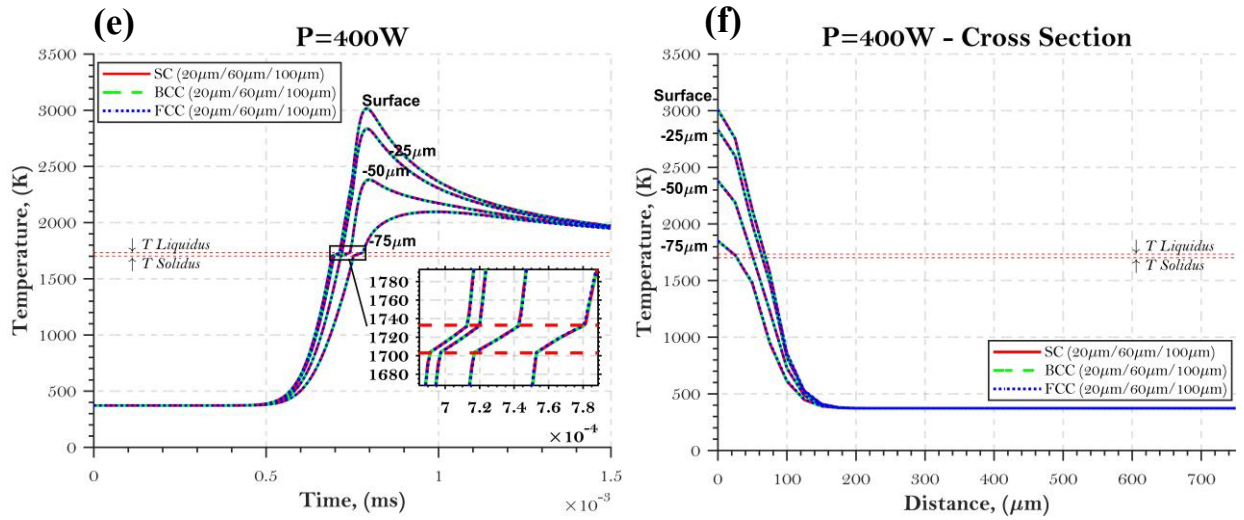 (e)
P=400W
3500
3000
2500
2000
1500
1000
500
0
Temperature, (K)
SC (20μm/60μm/100μm)
BCC (20μm/60μm/100μm)
FCC (20μm/60μm/100μm)
Surface
-25μm
-50μm
-75μm
↓ T Liquidus
↑ T Solidus
1780
1760
1740
1720
1700
1680
7 7.2 7.4 7.6 7.8
×10⁻⁴
0 0.5 1 1.5
×10⁻³
Time, (ms)
(f)
P=400W - Cross Section
3500
3000
2500
2000
1500
1000
500
0
Temperature, (K)
Surface
-25μm
-50μm
-75μm
↓ T Liquidus
↑ T Solidus
SC (20μm/60μm/100μm)
BCC (20μm/60μm/100μm)
FCC (20μm/60μm/100μm)
0 100 200 300 400 500 600 700
Distance, (μm)